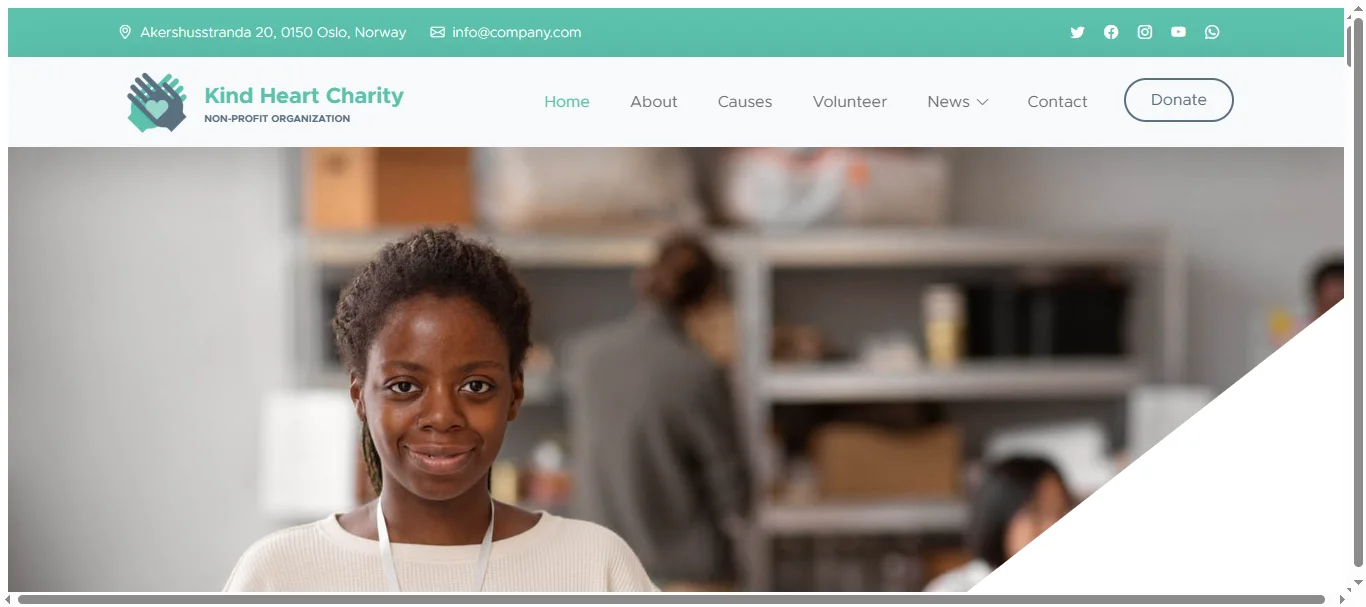 Akershusstranda 20, 0150 Oslo, Norway info@company.com
Kind Heart Charity
NON-PROFIT ORGANIZATION
Home About Causes Volunteer News Contact Donate